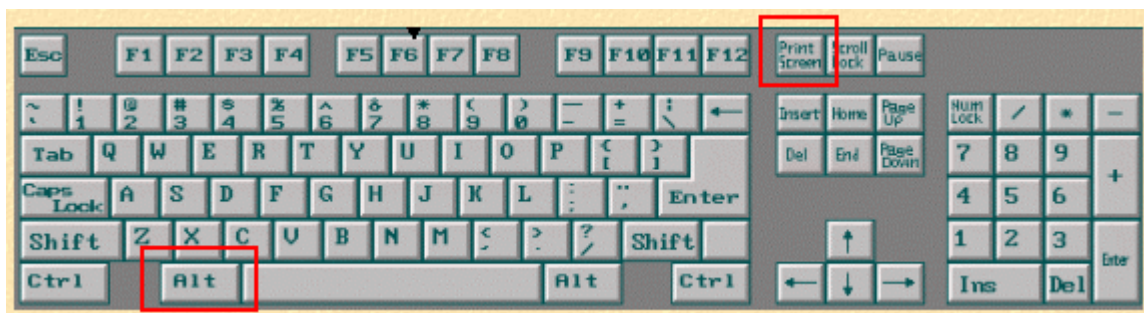 Esc F1 F2 F3 F4 F5 F6 F7 F8 F9 F10 F11 F12 Print Screen Scroll Lock Pause
~ ` ! 1 @ 2 # 3 $ 4 % 5 ^ 6 & 7 * 8 ( 9 ) 0 — - + = ¦ \ ← Insert Home Page UP Num Lock / * —
Tab Q W E R T Y U I O P { [ } ] Del End Page Down 7 8 9 +
Caps Lock A S D F G H J K L : ; " , Enter 4 5 6
Shift Z X C V B N M < , > . ? / Shift ↑ 1 2 3 Enter
Ctrl Alt Alt Ctrl ← ↓ → Ins Del